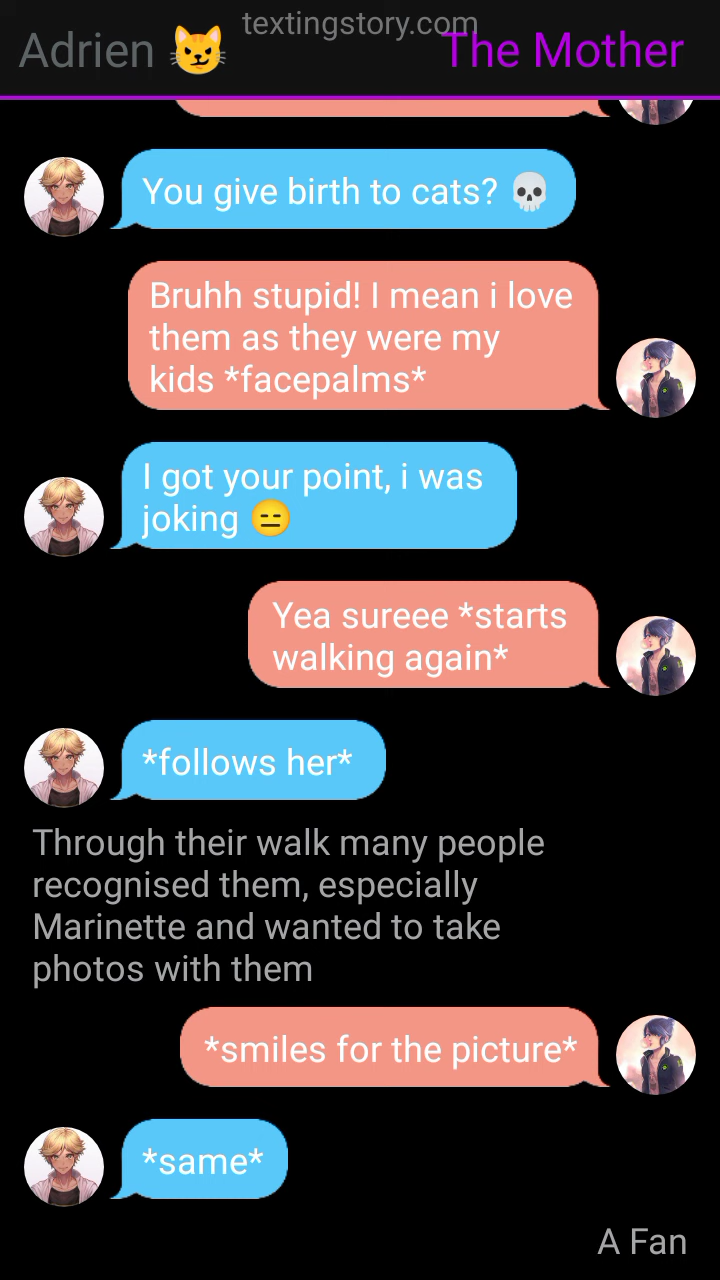 textingstory.com
Adrien 😼
The Mother
You give birth to cats? 💀
Bruhh stupid! I mean i love
them as they were my
kids *facepalms*
I got your point, i was
joking 😑
Yea sureee *starts
walking again*
*follows her*
Through their walk many people
recognised them, especially
Marinette and wanted to take
photos with them
*smiles for the picture*
*same*
A Fan